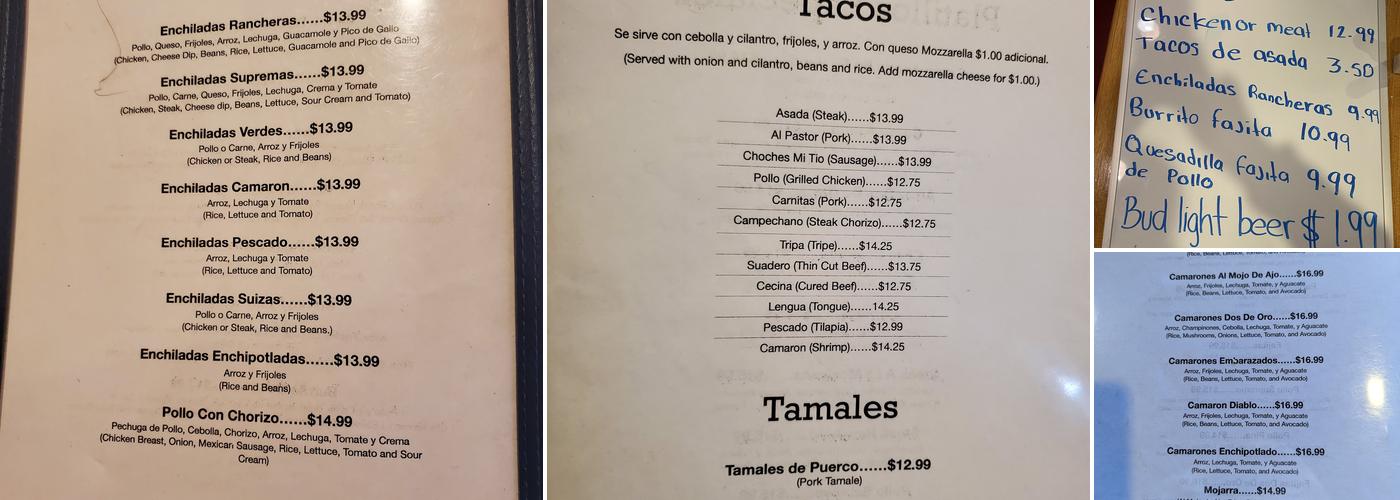 Enchiladas Rancheras......$13.99
Pollo, Queso, Frijoles, Arroz, Lechuga, Guacamole y Pico de Gallo
(Chicken, Cheese Dip, Beans, Rice, Lettuce, Guacamole and Pico de Gallo)
Enchiladas Supremas......$13.99
Pollo, Carne, Queso, Frijoles, Lechuga, Crema y Tomate
(Chicken, Steak, Cheese dip, Beans, Lettuce, Sour Cream and Tomato)
Enchiladas Verdes......$13.99
Pollo o Carne, Arroz y Frijoles
(Chicken or Steak, Rice and Beans)
Enchiladas Camaron......$13.99
Arroz, Lechuga y Tomate
(Rice, Lettuce and Tomato)
Enchiladas Pescado......$13.99
Arroz, Lechuga y Tomate
(Rice, Lettuce and Tomato)
Enchiladas Suizas......$13.99
Pollo o Carne, Arroz y Frijoles
(Chicken or Steak, Rice and Beans.)
Enchiladas Enchipotladas......$13.99
Arroz y Frijoles
(Rice and Beans)
Pollo Con Chorizo......$14.99
Pechuga de Pollo, Cebolla, Chorizo, Arroz, Lechuga, Tomate y Crema
(Chicken Breast, Onion, Mexican Sausage, Rice, Lettuce, Tomato and Sour
Cream)
Tacos
Se sirve con cebolla y cilantro, frijoles, y arroz. Con queso Mozzarella $1.00 adicional.
(Served with onion and cilantro, beans and rice. Add mozzarella cheese for $1.00.)
Asada (Steak)......$13.99
Al Pastor (Pork)......$13.99
Choches Mi Tio (Sausage)......$13.99
Pollo (Grilled Chicken)......$12.75
Carnitas (Pork)......$12.75
Campechano (Steak Chorizo)......$12.75
Tripa (Tripe)......$14.25
Suadero (Thin Cut Beef)......$13.75
Cecina (Cured Beef)......$12.75
Lengua (Tongue)......14.25
Pescado (Tilapia)......$12.99
Camaron (Shrimp)......$14.25
Tamales
Tamales de Puerco......$12.99
(Pork Tamale)
Chicken or meat 12.99
Tacos de asada 3.50
Enchiladas Rancheras 9.99
Burrito fajita 10.99
Quesadilla fajita 9.99
de Pollo
Bud light beer $1.99
(Rice, Beans, Lettuce, Tomato, and Avocado)
Camarones Al Mojo De Ajo......$16.99
Arroz, Frijoles, Lechuga, Tomate, y Aguacate
(Rice, Beans, Lettuce, Tomato, and Avocado)
Camarones Dos De Oro......$16.99
Arroz, Champinones, Cebolla, Lechuga, Tomate, y Aguacate
(Rice, Mushrooms, Onions, Lettuce, Tomato, and Avocado)
Camarones Embarazados......$16.99
Arroz, Frijoles, Lechuga, Tomate, y Aguacate
(Rice, Beans, Lettuce, Tomato, and Avocado)
Camaron Diablo......$16.99
Arroz, Frijoles, Lechuga, Tomate, y Aguacate
(Rice, Beans, Lettuce, Tomato, and Avocado)
Camarones Enchipotlado......$16.99
Arroz, Lechuga, Tomate, y Aguacate
(Rice, Lettuce, Tomato, and Avocado)
Mojarra......$14.99